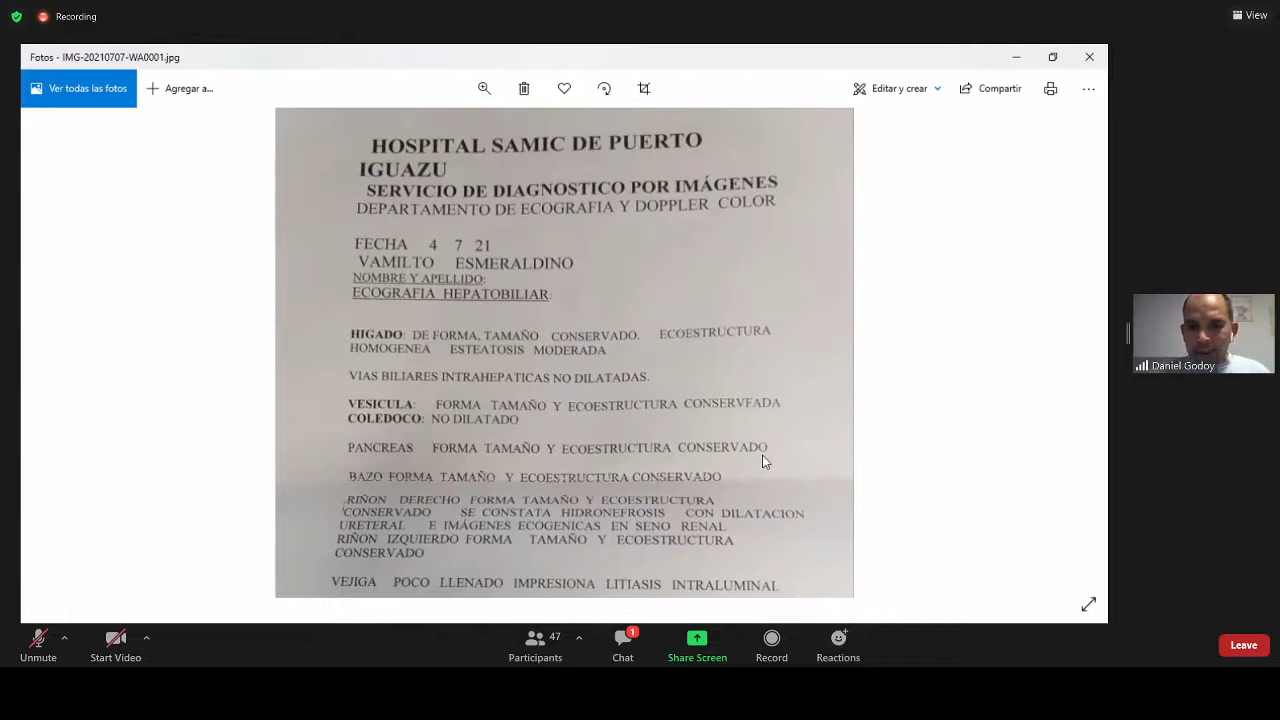 Recording
View
Fotos - IMG-20210707-WA0001.jpg
Ver todas las fotos
Agregar a...
Editar y crear
Compartir
HOSPITAL SAMIC DE PUERTO
IGUAZU
SERVICIO DE DIAGNOSTICO POR IMÁGENES
DEPARTAMENTO DE ECOGRAFIA Y DOPPLER COLOR
FECHA 4 7 21
VAMILTO ESMERALDINO
NOMBRE Y APELLIDO:
ECOGRAFIA HEPATOBILIAR:
HIGADO: DE FORMA, TAMAÑO CONSERVADO. ECOESTRUCTURA
HOMOGENEA ESTEATOSIS MODERADA
VIAS BILIARES INTRAHEPATICAS NO DILATADAS.
VESICULA: FORMA TAMAÑO Y ECOESTRUCTURA CONSERVFADA
COLEDOCO: NO DILATADO
PANCREAS FORMA TAMAÑO Y ECOESTRUCTURA CONSERVADO
BAZO FORMA TAMAÑO Y ECOESTRUCTURA CONSERVADO
.RIÑON DERECHO FORMA TAMAÑO Y ECOESTRUCTURA
CONSERVADO SE CONSTATA HIDRONEFROSIS CON DILATACION
URETERAL E IMÁGENES ECOGENICAS EN SENO RENAL
RIÑON IZQUIERDO FORMA TAMAÑO Y ECOESTRUCTURA
CONSERVADO
VEJIGA POCO LLENADO IMPRESIONA LITIASIS INTRALUMINAL
Daniel Godoy
47
1
Unmute
Start Video
Participants
Chat
Share Screen
Record
Reactions
Leave